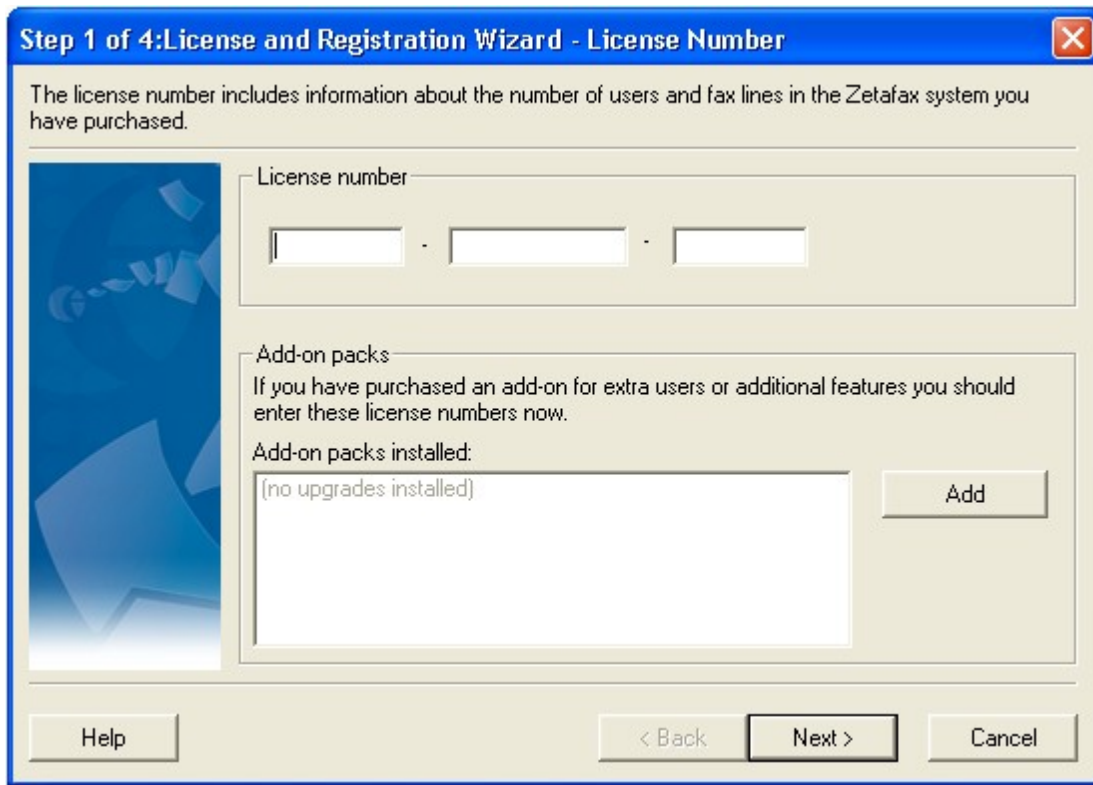 Step 1 of 4:License and Registration Wizard - License Number
The license number includes information about the number of users and fax lines in the Zetafax system you
have purchased.
License number
- -
Add-on packs
If you have purchased an add-on for extra users or additional features you should
enter these license numbers now.
Add-on packs installed:
(no upgrades installed)
Add
Help
< Back
Next >
Cancel